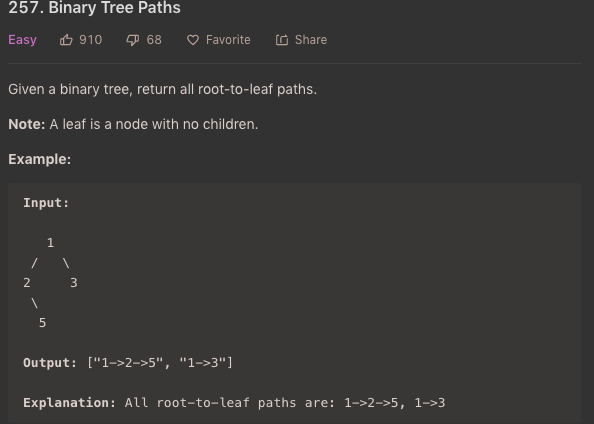 257. Binary Tree Paths
Easy 910 68 Favorite Share
Given a binary tree, return all root-to-leaf paths.
Note: A leaf is a node with no children.
Example:
Input:
1
/ \
2 3
\
5
Output: ["1->2->5", "1->3"]
Explanation: All root-to-leaf paths are: 1->2->5, 1->3